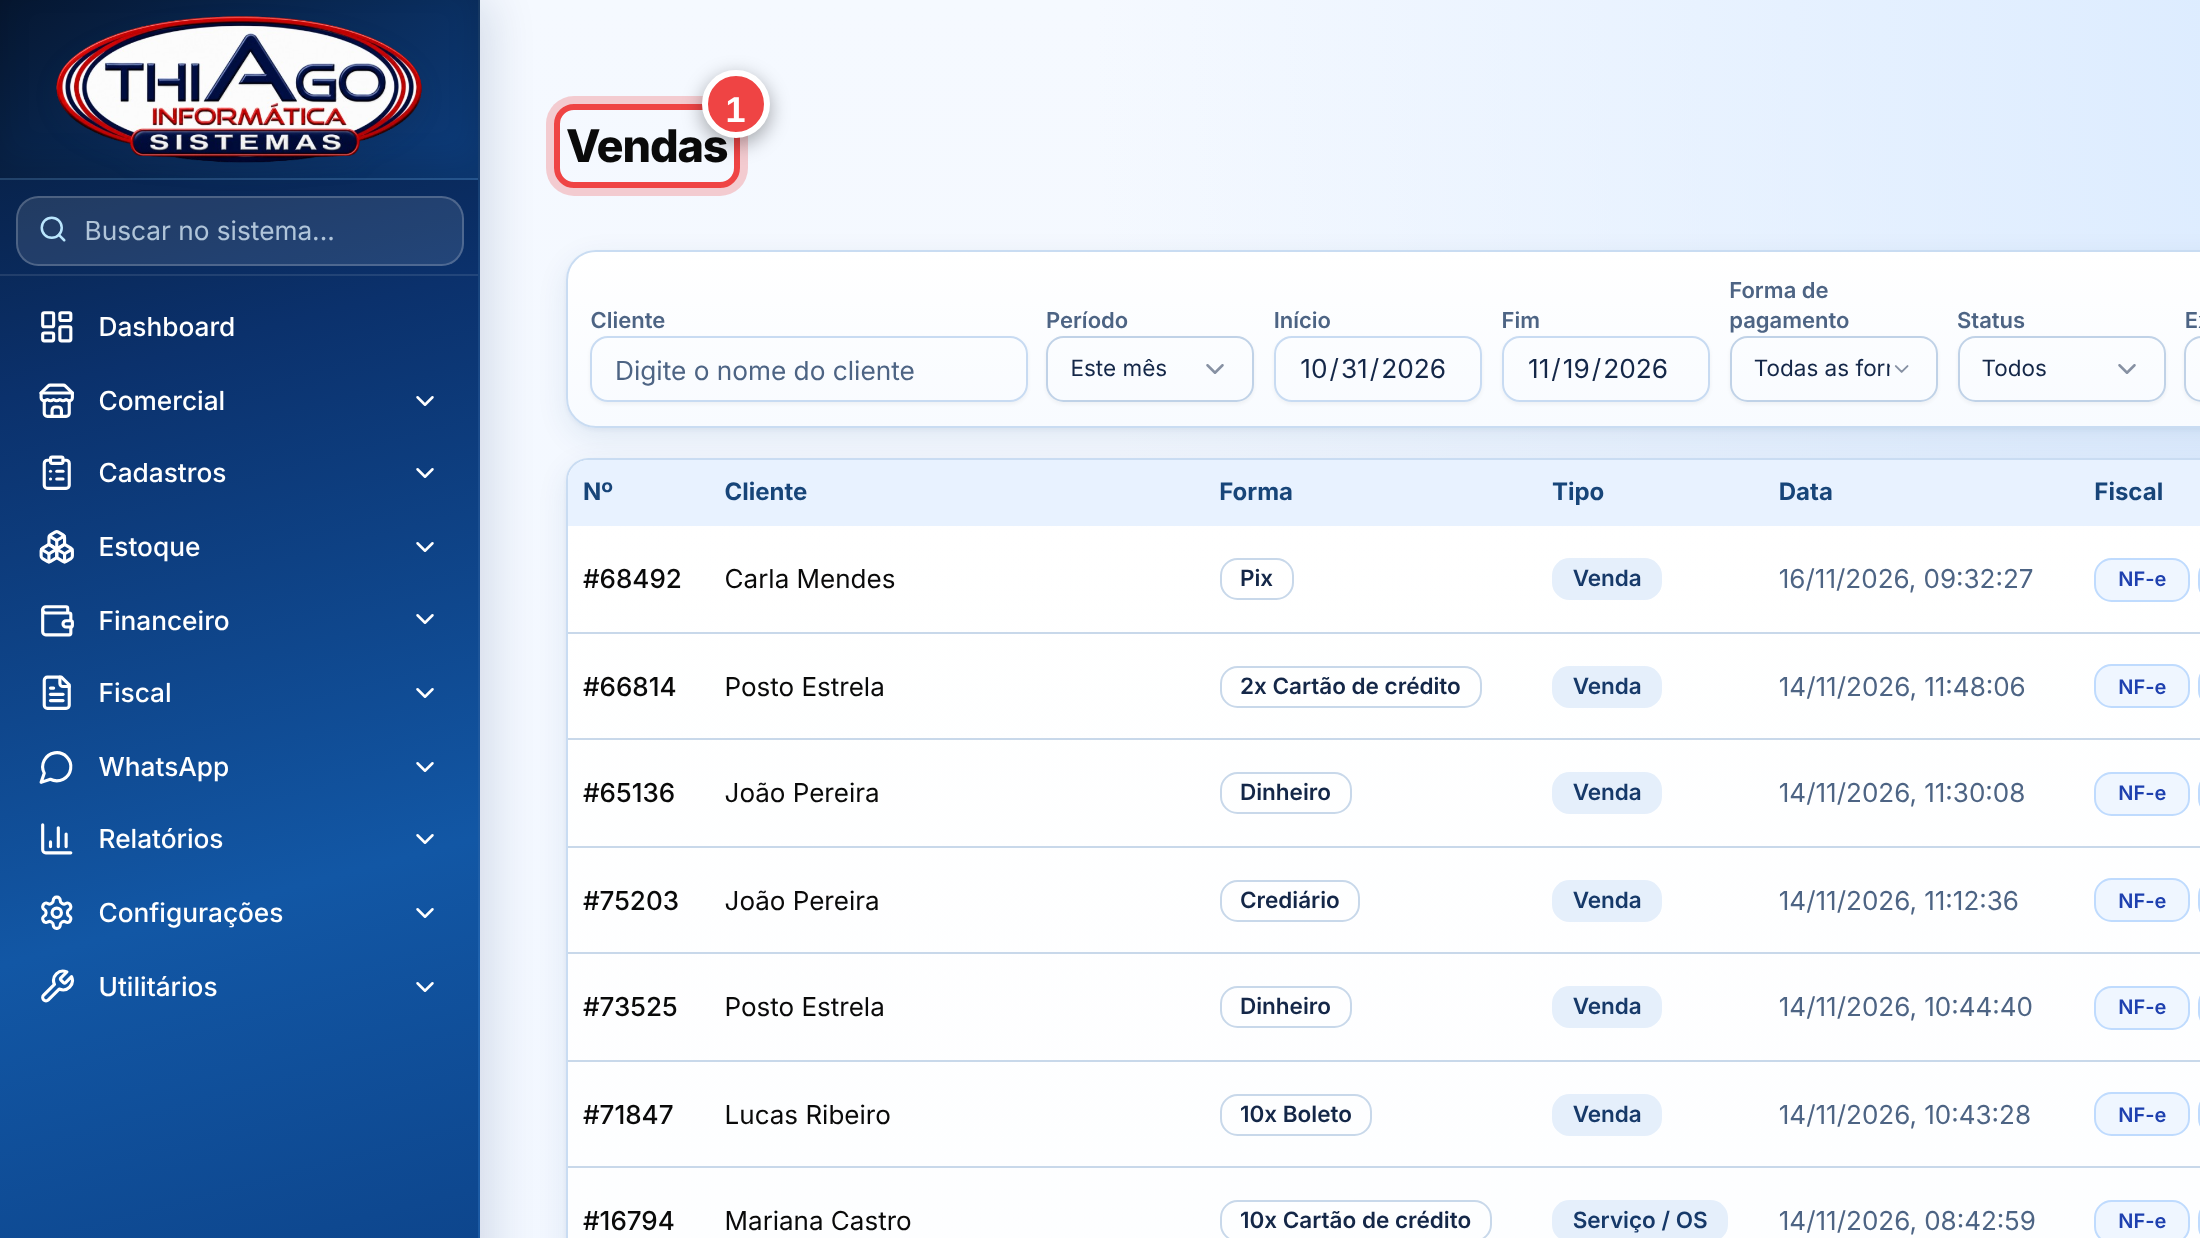 THIAGO
INFORMÁTICA
SISTEMAS
Buscar no sistema...
Dashboard
Comercial
Cadastros
Estoque
Financeiro
Fiscal
WhatsApp
Relatórios
Configurações
Utilitários
Vendas
1
Cliente
Período
Início
Fim
Forma de
pagamento
Status
Digite o nome do cliente
Este mês
10/31/2026
11/19/2026
Todas as for
Todos
Nº Cliente Forma Tipo Data Fiscal
#68492 Carla Mendes Pix Venda 16/11/2026, 09:32:27 NF-e
#66814 Posto Estrela 2x Cartão de crédito Venda 14/11/2026, 11:48:06 NF-e
#65136 João Pereira Dinheiro Venda 14/11/2026, 11:30:08 NF-e
#75203 João Pereira Crediário Venda 14/11/2026, 11:12:36 NF-e
#73525 Posto Estrela Dinheiro Venda 14/11/2026, 10:44:40 NF-e
#71847 Lucas Ribeiro 10x Boleto Venda 14/11/2026, 10:43:28 NF-e
#16794 Mariana Castro 10x Cartão de crédito Serviço / OS 14/11/2026, 08:42:59 NF-e